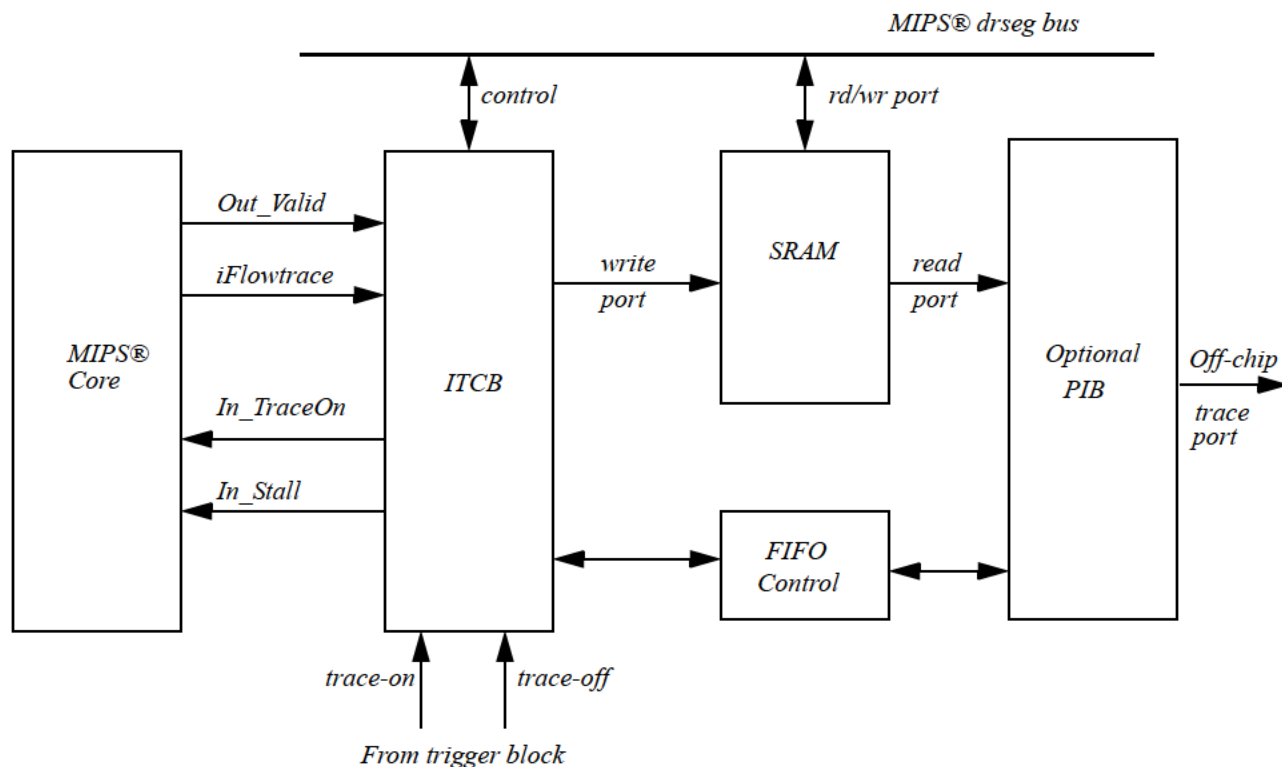 MIPS® drseg bus
control
rd/wr port
Out_Valid
iFlowtrace
MIPS®
Core
In_TraceOn
In_Stall
ITCB
write
port
SRAM
read
port
Optional
PIB
Off-chip
trace
port
FIFO
Control
trace-on
trace-off
From trigger block